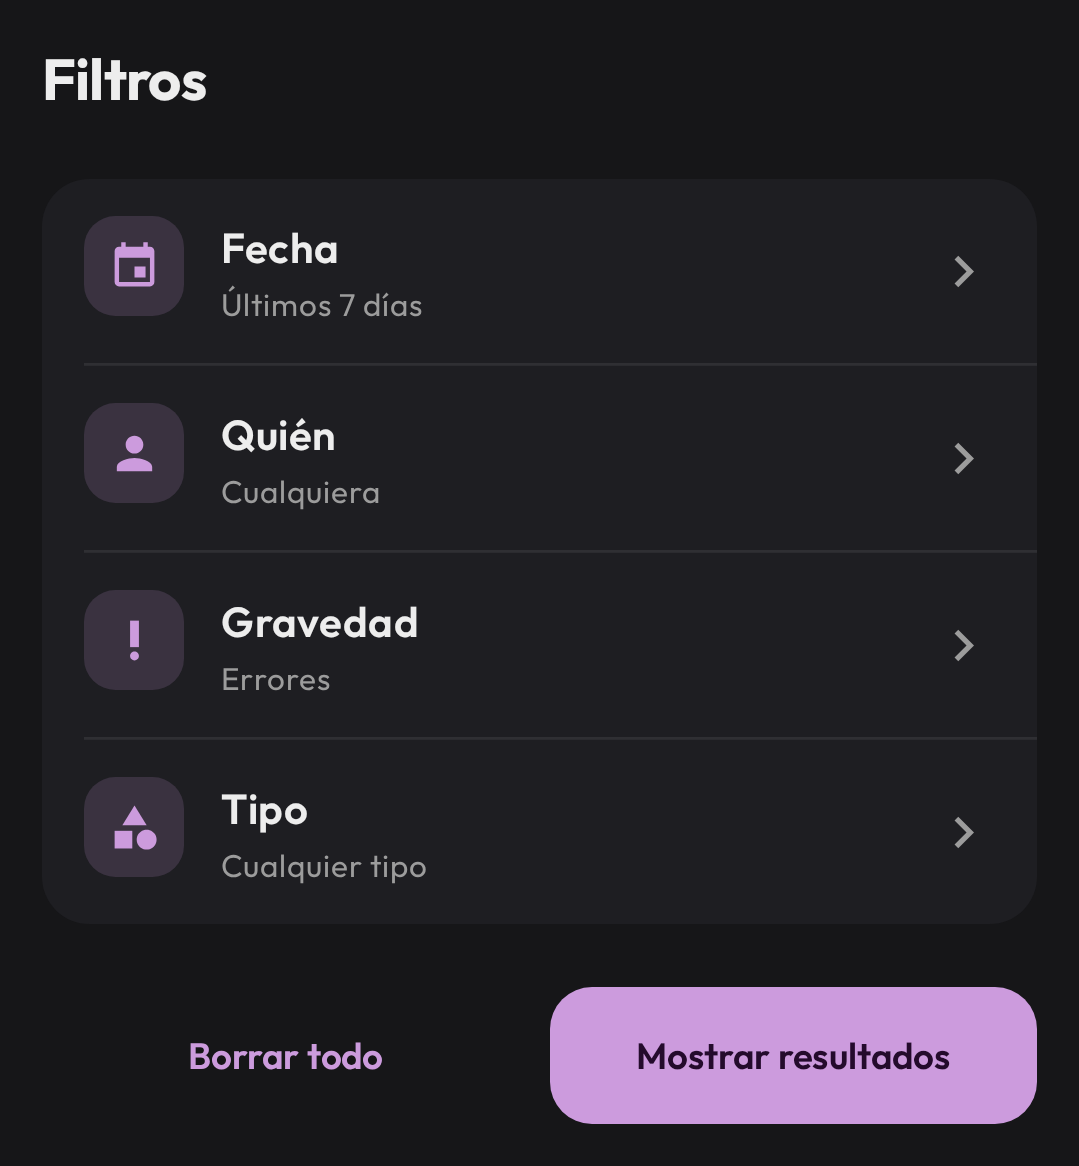 Filtros
Fecha
Últimos 7 días
Quién
Cualquiera
Gravedad
Errores
Tipo
Cualquier tipo
Borrar todo
Mostrar resultados